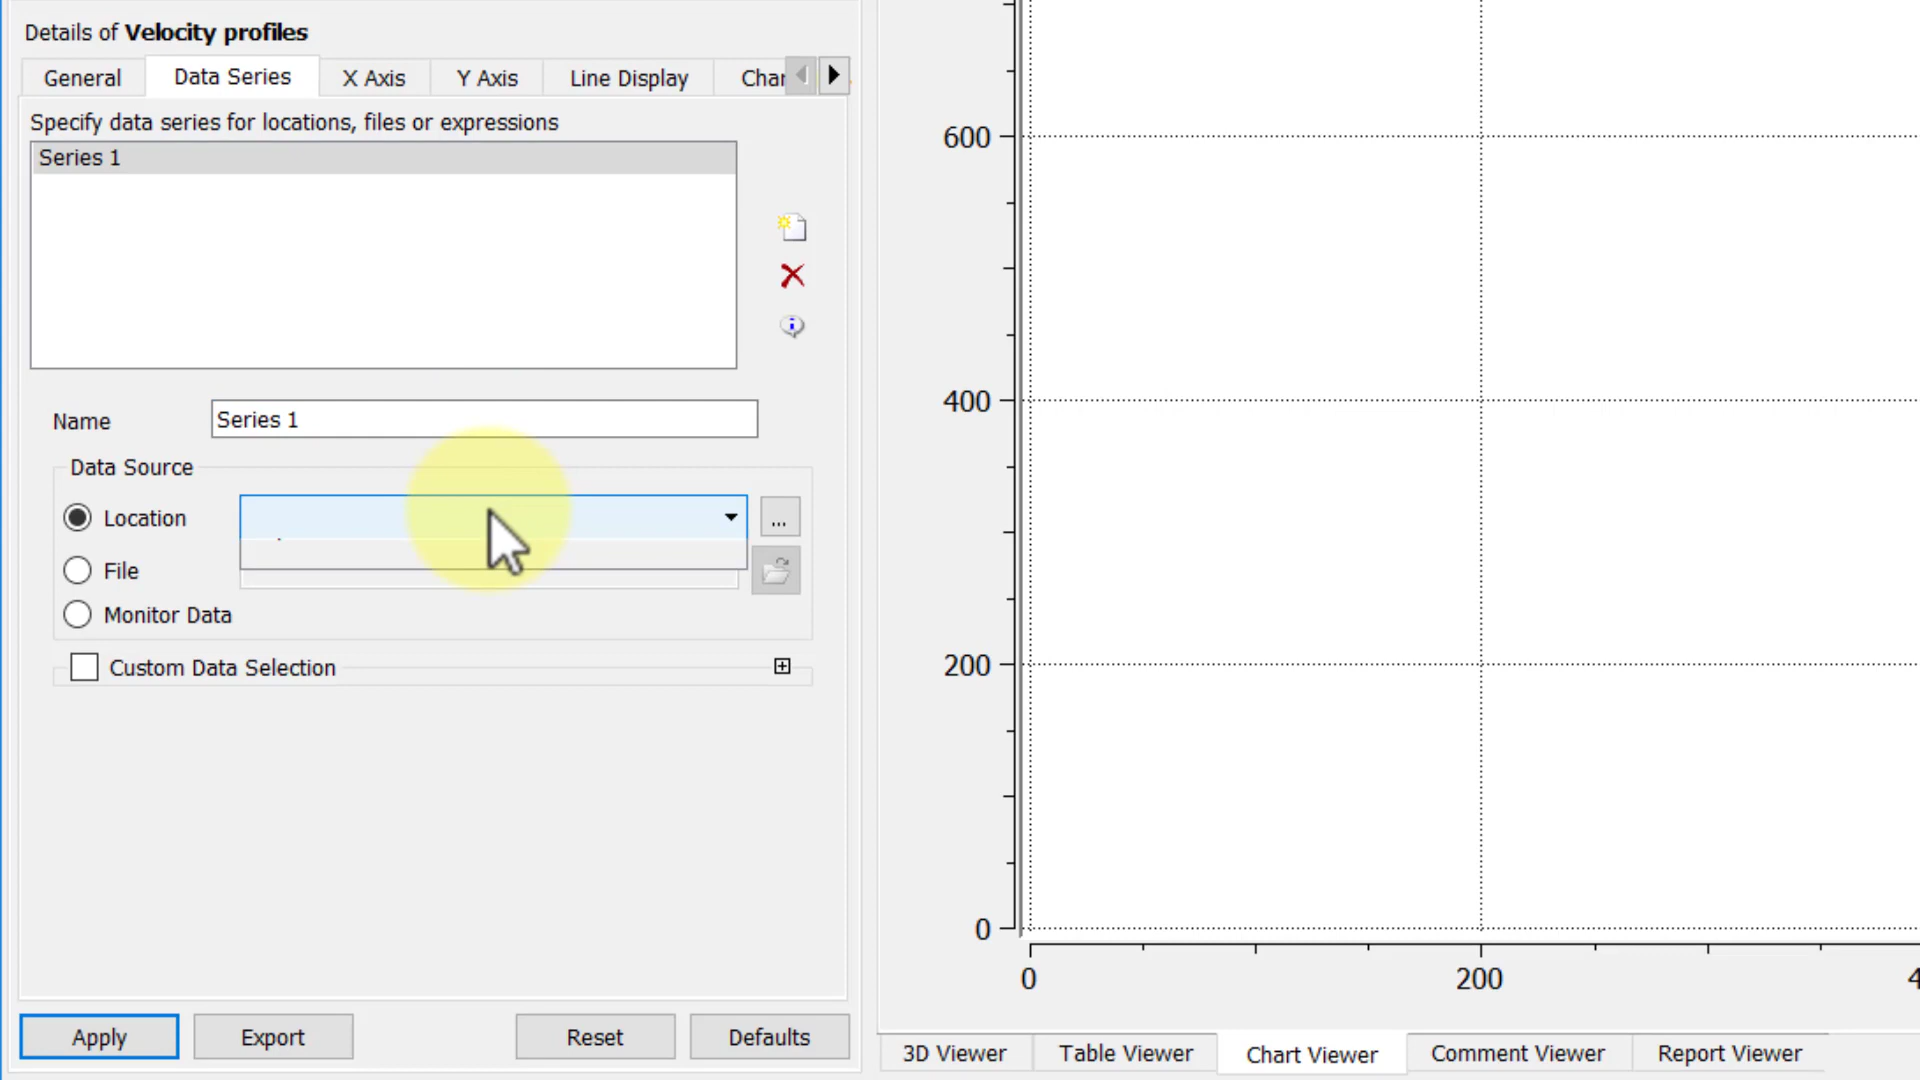 Details of Velocity profiles
General Data Series X Axis Y Axis Line Display Char
Specify data series for locations, files or expressions
Series 1
Name Series 1
Data Source
Location ...
File
Monitor Data
Custom Data Selection
Apply Export Reset Defaults
600
400
200
0
0 200 4
3D Viewer Table Viewer Chart Viewer Comment Viewer Report Viewer